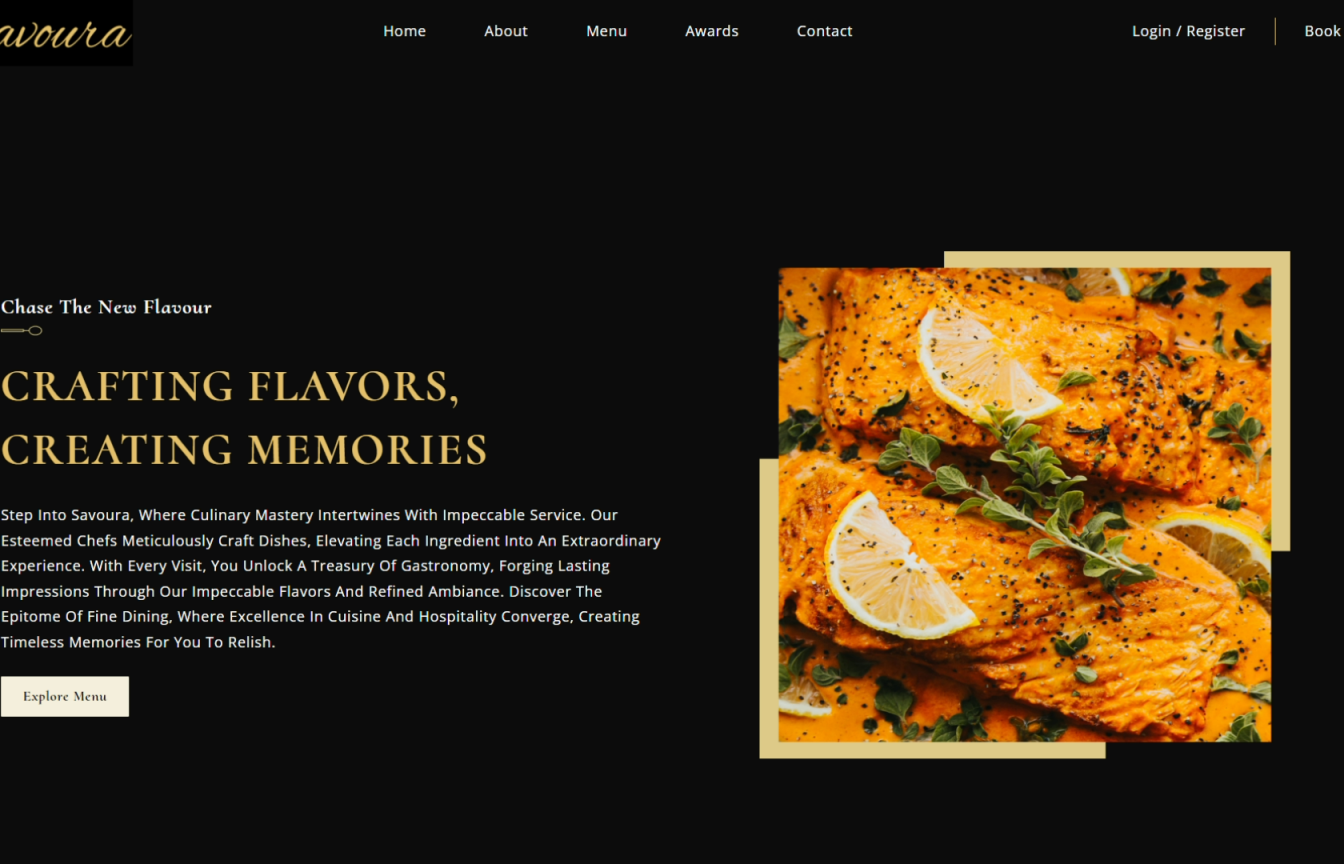 avoura
Home About Menu Awards Contact Login / Register Book
Chase The New Flavour
CRAFTING FLAVORS,
CREATING MEMORIES
Step Into Savoura, Where Culinary Mastery Intertwines With Impeccable Service. Our
Esteemed Chefs Meticulously Craft Dishes, Elevating Each Ingredient Into An Extraordinary
Experience. With Every Visit, You Unlock A Treasury Of Gastronomy, Forging Lasting
Impressions Through Our Impeccable Flavors And Refined Ambiance. Discover The
Epitome Of Fine Dining, Where Excellence In Cuisine And Hospitality Converge, Creating
Timeless Memories For You To Relish.
Explore Menu